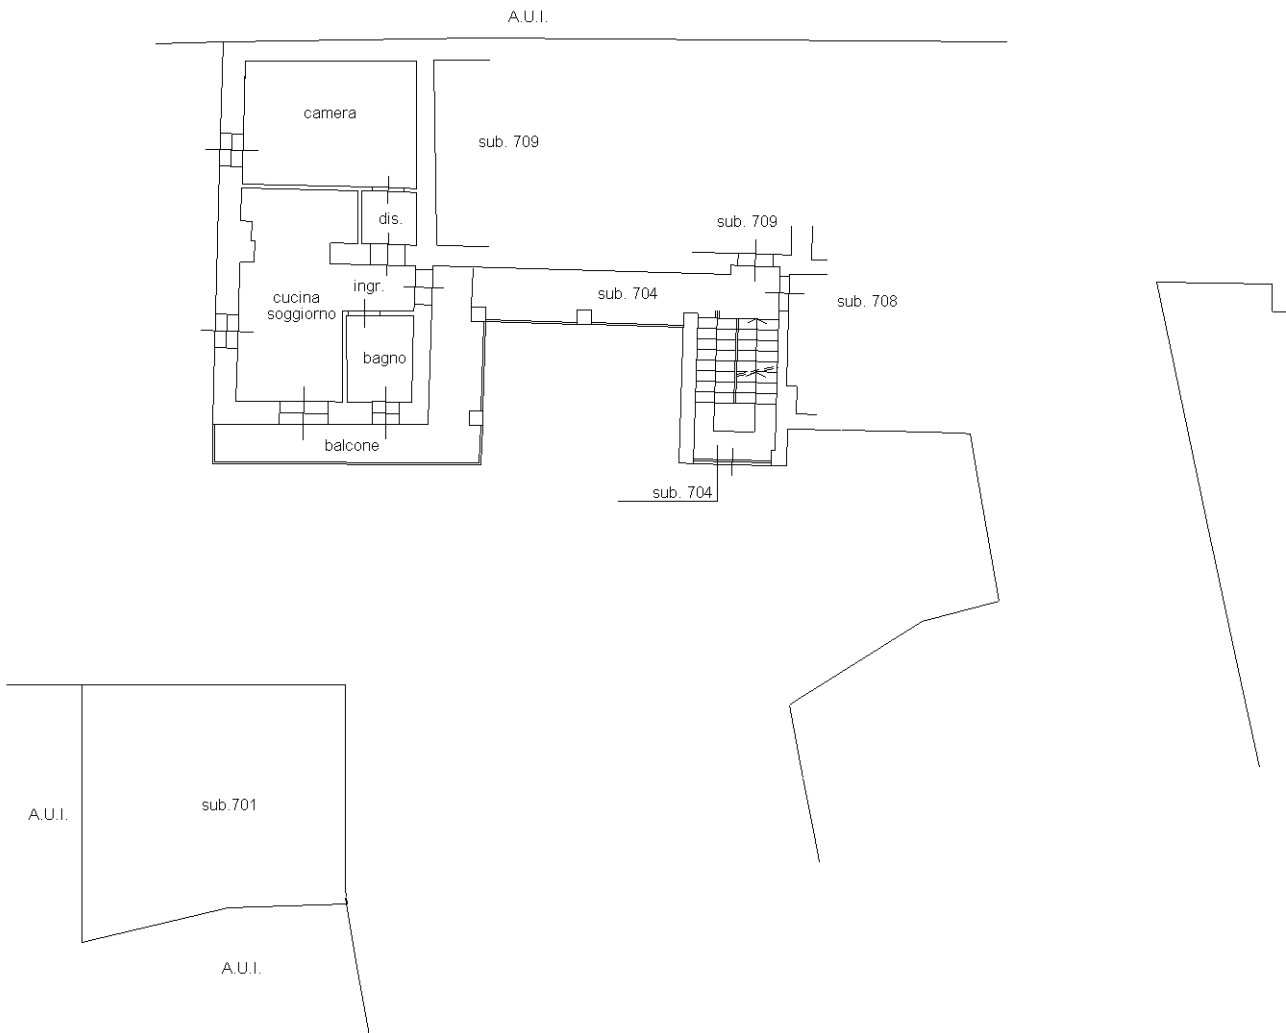 A.U.I.
camera
sub. 709
dis.
sub. 709
ingr.
cucina
soggiorno
sub. 704
sub. 708
bagno
balcone
sub. 704
sub.701
A.U.I.
A.U.I.